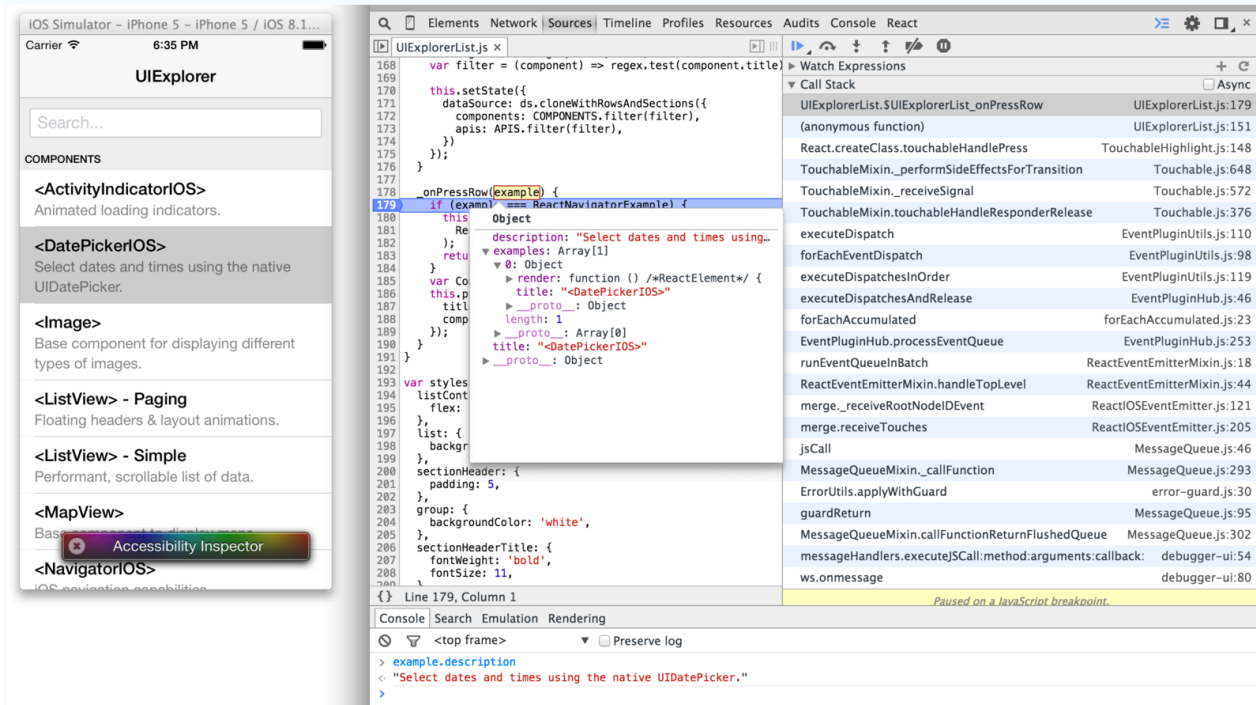 iOS Simulator - iPhone 5 - iPhone 5 / iOS 8.1...
Carrier 6:35 PM
UIExplorer
Search...
COMPONENTS
<ActivityIndicatorIOS>
Animated loading indicators.
<DatePickerIOS>
Select dates and times using the native
UIDatePicker.
<Image>
Base component for displaying different
types of images.
<ListView> - Paging
Floating headers & layout animations.
<ListView> - Simple
Performant, scrollable list of data.
<MapView>
Base component to display maps.
Accessibility Inspector
<NavigatorIOS>
iOS navigation capabilities
Elements Network Sources Timeline Profiles Resources Audits Console React
UIExplorerList.js ×
168 var filter = (component) => regex.test(component.title)
169
170 this.setState({
171 dataSource: ds.cloneWithRowsAndSections({
172 components: COMPONENTS.filter(filter),
173 apis: APIS.filter(filter),
174 })
175 });
176 }
177
178 _onPressRow(example) {
179 if (exampl === ReactNavigatorExample) {
180 this
181 Re
182 );
183 retu
184 }
185 var Co
186 this.p
187 titl
188 comp
189 });
190 }
191 }
192
193 var styles
194 listCont
195 flex:
196 },
197 list: {
198 backgr
199 },
200 sectionHeader: {
201 padding: 5,
202 },
203 group: {
204 backgroundColor: 'white',
205 },
206 sectionHeaderTitle: {
207 fontWeight: 'bold',
208 fontSize: 11,
209 }
Object
description: "Select dates and times using...
examples: Array[1]
0: Object
render: function () /*ReactElement*/ {
title: "<DatePickerIOS>"
__proto__: Object
length: 1
__proto__: Array[0]
title: "<DatePickerIOS>"
__proto__: Object
{} Line 179, Column 1
Watch Expressions
Call Stack Async
UIExplorerList.$UIExplorerList_onPressRow UIExplorerList.js:179
(anonymous function) UIExplorerList.js:151
React.createClass.touchableHandlePress TouchableHighlight.js:148
TouchableMixin._performSideEffectsForTransition Touchable.js:648
TouchableMixin._receiveSignal Touchable.js:572
TouchableMixin.touchableHandleResponderRelease Touchable.js:376
executeDispatch EventPluginUtils.js:110
forEachEventDispatch EventPluginUtils.js:98
executeDispatchesInOrder EventPluginUtils.js:119
executeDispatchesAndRelease EventPluginHub.js:46
forEachAccumulated forEachAccumulated.js:23
EventPluginHub.processEventQueue EventPluginHub.js:253
runEventQueueInBatch ReactEventEmitterMixin.js:18
ReactEventEmitterMixin.handleTopLevel ReactEventEmitterMixin.js:44
merge._receiveRootNodeIDEvent ReactIOSEventEmitter.js:121
merge.receiveTouches ReactIOSEventEmitter.js:205
jsCall MessageQueue.js:46
MessageQueueMixin._callFunction MessageQueue.js:293
ErrorUtils.applyWithGuard error-guard.js:30
guardReturn MessageQueue.js:95
MessageQueueMixin.callFunctionReturnFlushedQueue MessageQueue.js:302
messageHandlers.executeJSCall:method:arguments:callback: debugger-ui:54
ws.onmessage debugger-ui:80
Paused on a JavaScript breakpoint.
Console Search Emulation Rendering
<top frame> Preserve log
> example.description
"Select dates and times using the native UIDatePicker."
>